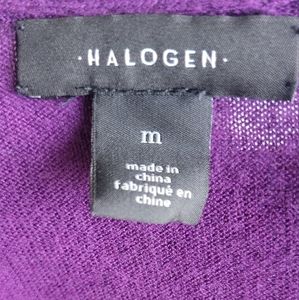 ·HALOGEN·
m
made in
china
fabriqué en
chine